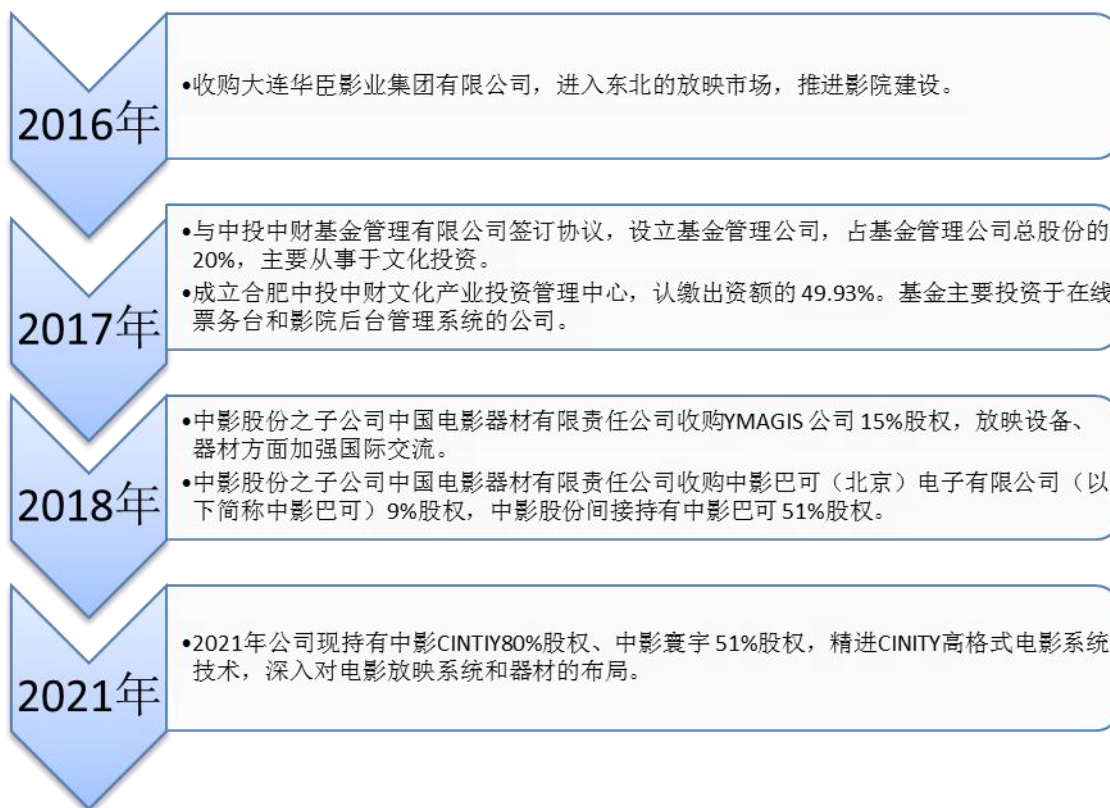 2016年
•收购大连华臣影业集团有限公司，进入东北的放映市场，推进影院建设。
2017年
•与中投中财基金管理有限公司签订协议，设立基金管理公司，占基金管理公司总股份的
20%，主要从事于文化投资。
•成立合肥中投中财文化产业投资管理中心，认缴出资额的 49.93%。基金主要投资于在线
票务台和影院后台管理系统的公司。
2018年
•中影股份之子公司中国电影器材有限责任公司收购YMAGIS 公司 15%股权，放映设备、
器材方面加强国际交流。
•中影股份之子公司中国电影器材有限责任公司收购中影巴可（北京）电子有限公司（以
下简称中影巴可）9%股权，中影股份间接持有中影巴可 51%股权。
2021年
•2021年公司现持有中影CINTIY80%股权、中影寰宇 51%股权，精进CINITY高格式电影系统
技术，深入对电影放映系统和器材的布局。